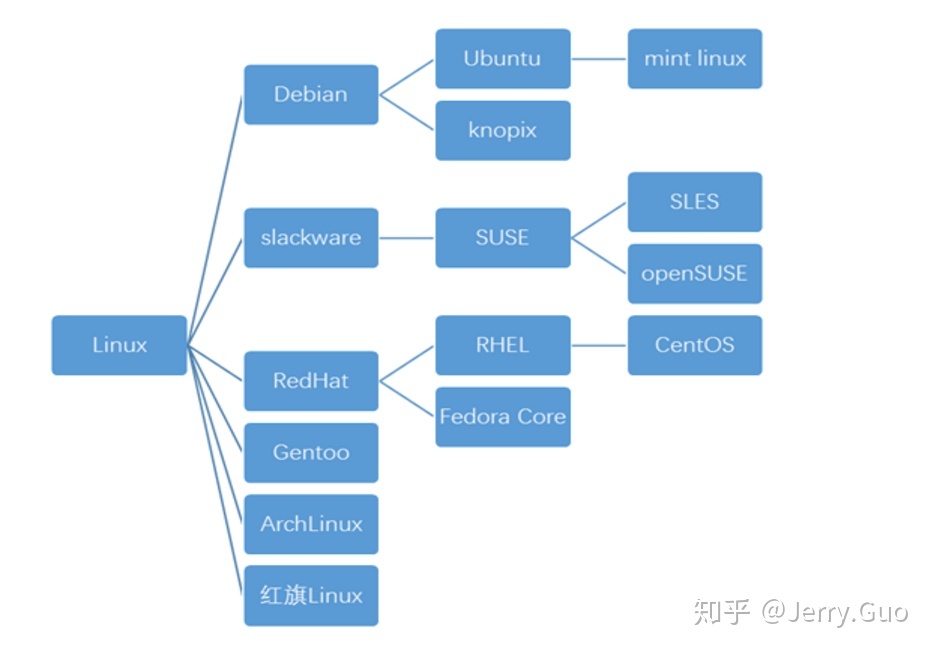 Linux
Debian
Ubuntu
mint linux
knopix
slackware
SUSE
SLES
openSUSE
RedHat
RHEL
CentOS
Fedora Core
Gentoo
ArchLinux
红旗Linux
知乎 @Jerry.Guo